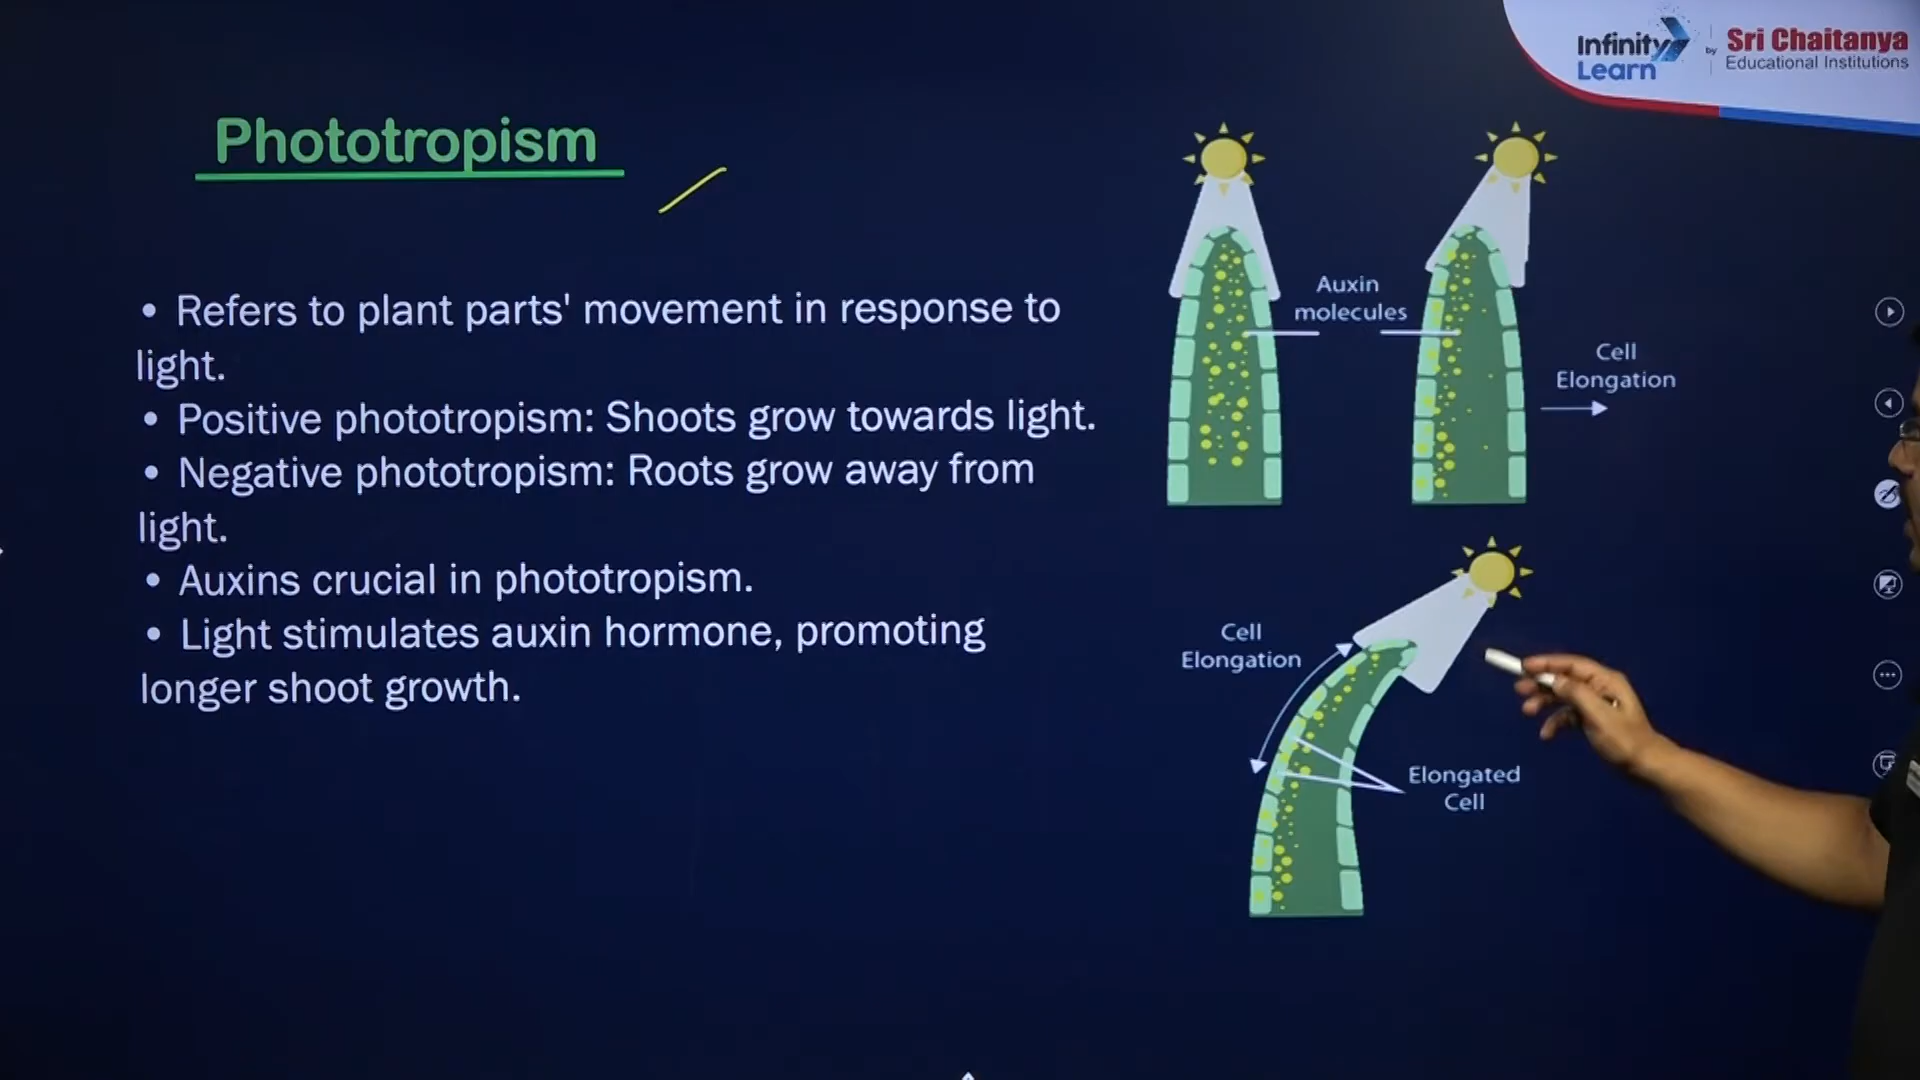 Infinity
Learn
by
Sri Chaitanya
Educational Institutions
Phototropism
• Refers to plant parts' movement in response to
light.
• Positive phototropism: Shoots grow towards light.
• Negative phototropism: Roots grow away from
light.
• Auxins crucial in phototropism.
• Light stimulates auxin hormone, promoting
longer shoot growth.
Auxin
molecules
Cell
Elongation
Cell
Elongation
Elongated
Cell